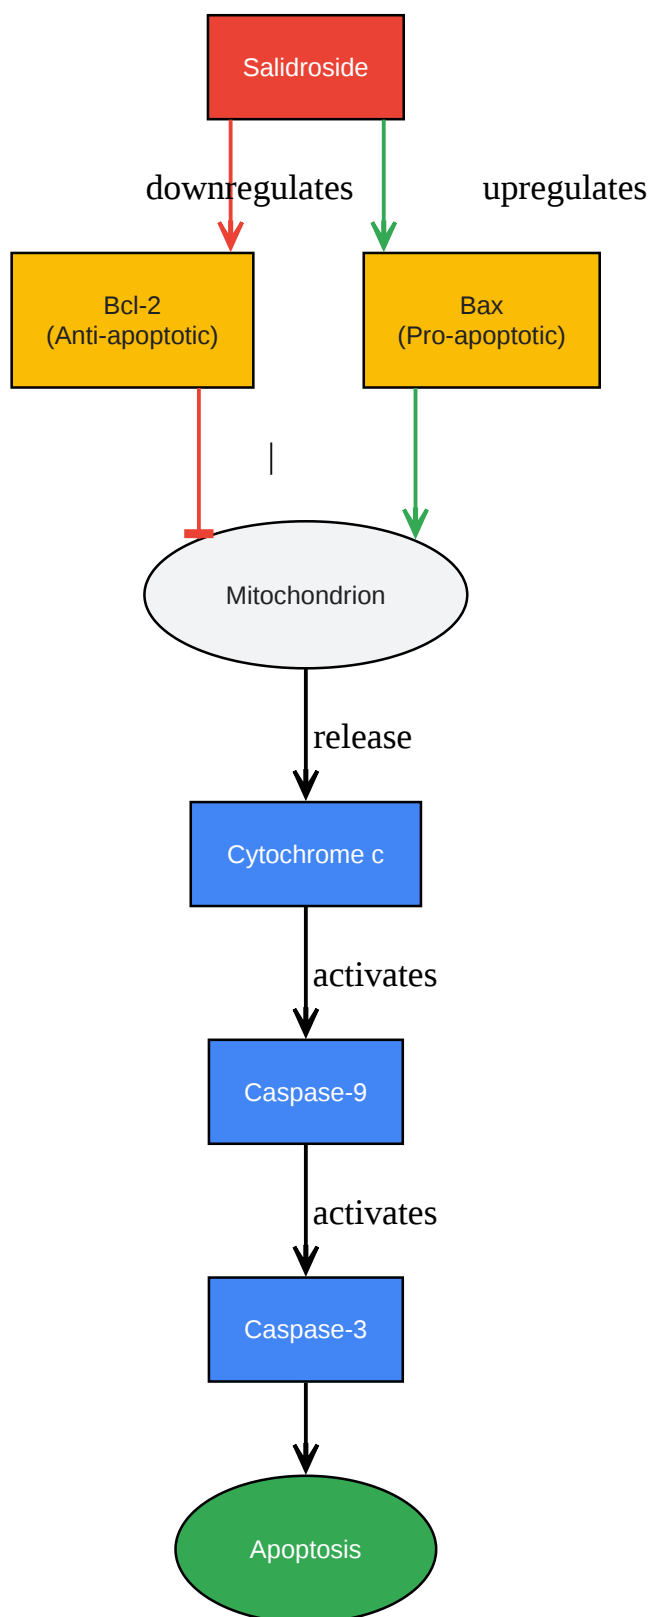 Salidroside
downregulates
upregulates
Bcl-2
(Anti-apoptotic)
Bax
(Pro-apoptotic)
|
Mitochondrion
release
Cytochrome c
activates
Caspase-9
activates
Caspase-3
Apoptosis